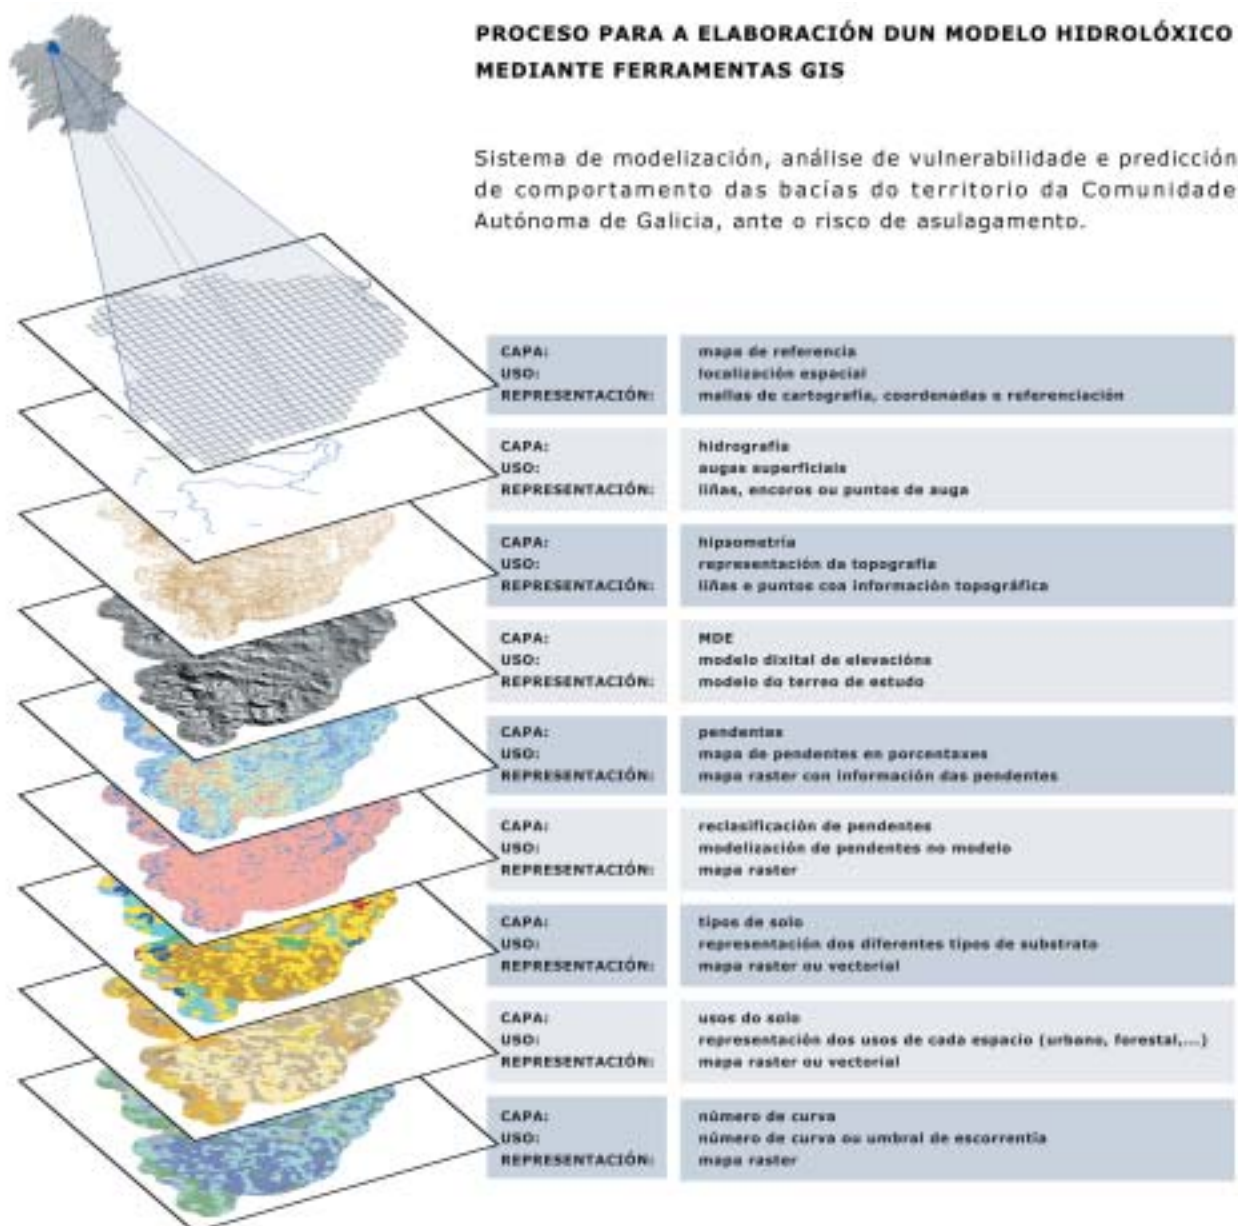 PROCESO PARA A ELABORACIÓN DUN MODELO HIDROLÓXICO
MEDIANTE FERRAMENTAS GIS
Sistema de modelización, análise de vulnerabilidade e predicción
de comportamento das bacías do territorio da Comunidade
Autónoma de Galicia, ante o risco de asulagamento.
CAPA: mapa de referencia
USO: localización espacial
REPRESENTACIÓN: mallas de cartografía, coordenadas e referenciación
CAPA: hidrografía
USO: augas superficiais
REPRESENTACIÓN: liñas, encoros ou puntos de auga
CAPA: hipsometría
USO: representación da topografía
REPRESENTACIÓN: liñas e puntos coa información topográfica
CAPA: MDE
USO: modelo dixital de elevacións
REPRESENTACIÓN: modelo do terreo de estudo
CAPA: pendentes
USO: mapa de pendentes en porcentaxes
REPRESENTACIÓN: mapa raster con información das pendentes
CAPA: reclasificación de pendentes
USO: modelización de pendentes no modelo
REPRESENTACIÓN: mapa raster
CAPA: tipos de solo
USO: representación dos diferentes tipos de substrato
REPRESENTACIÓN: mapa raster ou vectorial
CAPA: usos do solo
USO: representación dos usos de cada espacio (urbano, forestal,...)
REPRESENTACIÓN: mapa raster ou vectorial
CAPA: número de curva
USO: número de curva ou umbral de escorrentía
REPRESENTACIÓN: mapa raster